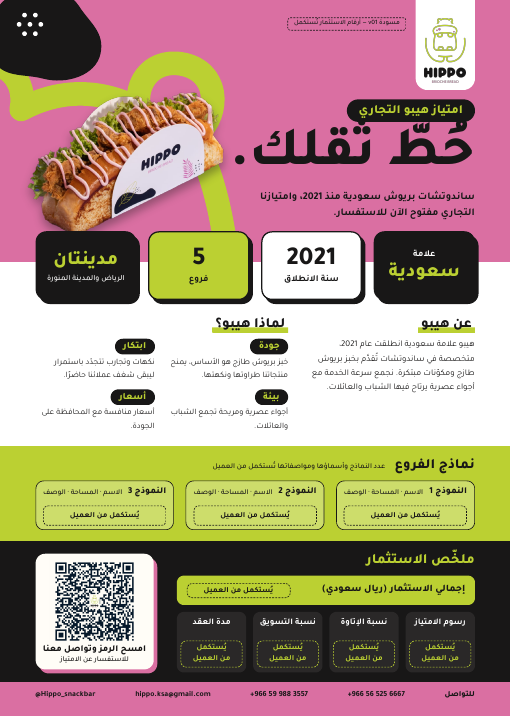 مسودة v01 – أرقام الاستثمار تُستكمل
HIPPO
امتياز هيبو التجاري
حُطّ ثقلك.
HIPPO
ساندوتشات بريوش سعودية منذ 2021، وامتيازنا
التجاري مفتوح الآن للاستفسار.
علامة
سعودية
2021
سنة الانطلاق
5
فروع
مدينتان
الرياض والمدينة المنورة
عن هيبو
هيبو علامة سعودية انطلقت عام 2021،
متخصصة في ساندوتشات تُقدّم بخبز بريوش
طازج ومكوّنات مبتكرة. نجمع سرعة الخدمة مع
أجواء عصرية يرتاح فيها الشباب والعائلات.
لماذا هيبو؟
جودة
خبز بريوش طازج هو الأساس، يمنح
منتجاتنا طراوتها ونكهتها.
ابتكار
نكهات وتجارب تتجدّد باستمرار
ليبقى شغف عملائنا حاضرًا.
بيئة
أجواء عصرية ومريحة تجمع الشباب
والعائلات.
أسعار
أسعار منافسة مع المحافظة على
الجودة.
نماذج الفروع
عدد النماذج وأسماؤها ومواصفاتها تُستكمل من العميل
النموذج 1 الاسم · المساحة · الوصف
يُستكمل من العميل
النموذج 2 الاسم · المساحة · الوصف
يُستكمل من العميل
النموذج 3 الاسم · المساحة · الوصف
يُستكمل من العميل
ملخّص الاستثمار
إجمالي الاستثمار (ريال سعودي)
يُستكمل من العميل
رسوم الامتياز
يُستكمل
من العميل
نسبة الإتاوة
يُستكمل
من العميل
نسبة التسويق
يُستكمل
من العميل
مدة العقد
يُستكمل
من العميل
امسح الرمز وتواصل معنا
للاستفسار عن الامتياز
للتواصل
+966 56 525 6667
+966 59 988 3557
hippo.ksa@gmail.com
@Hippo_snackbar